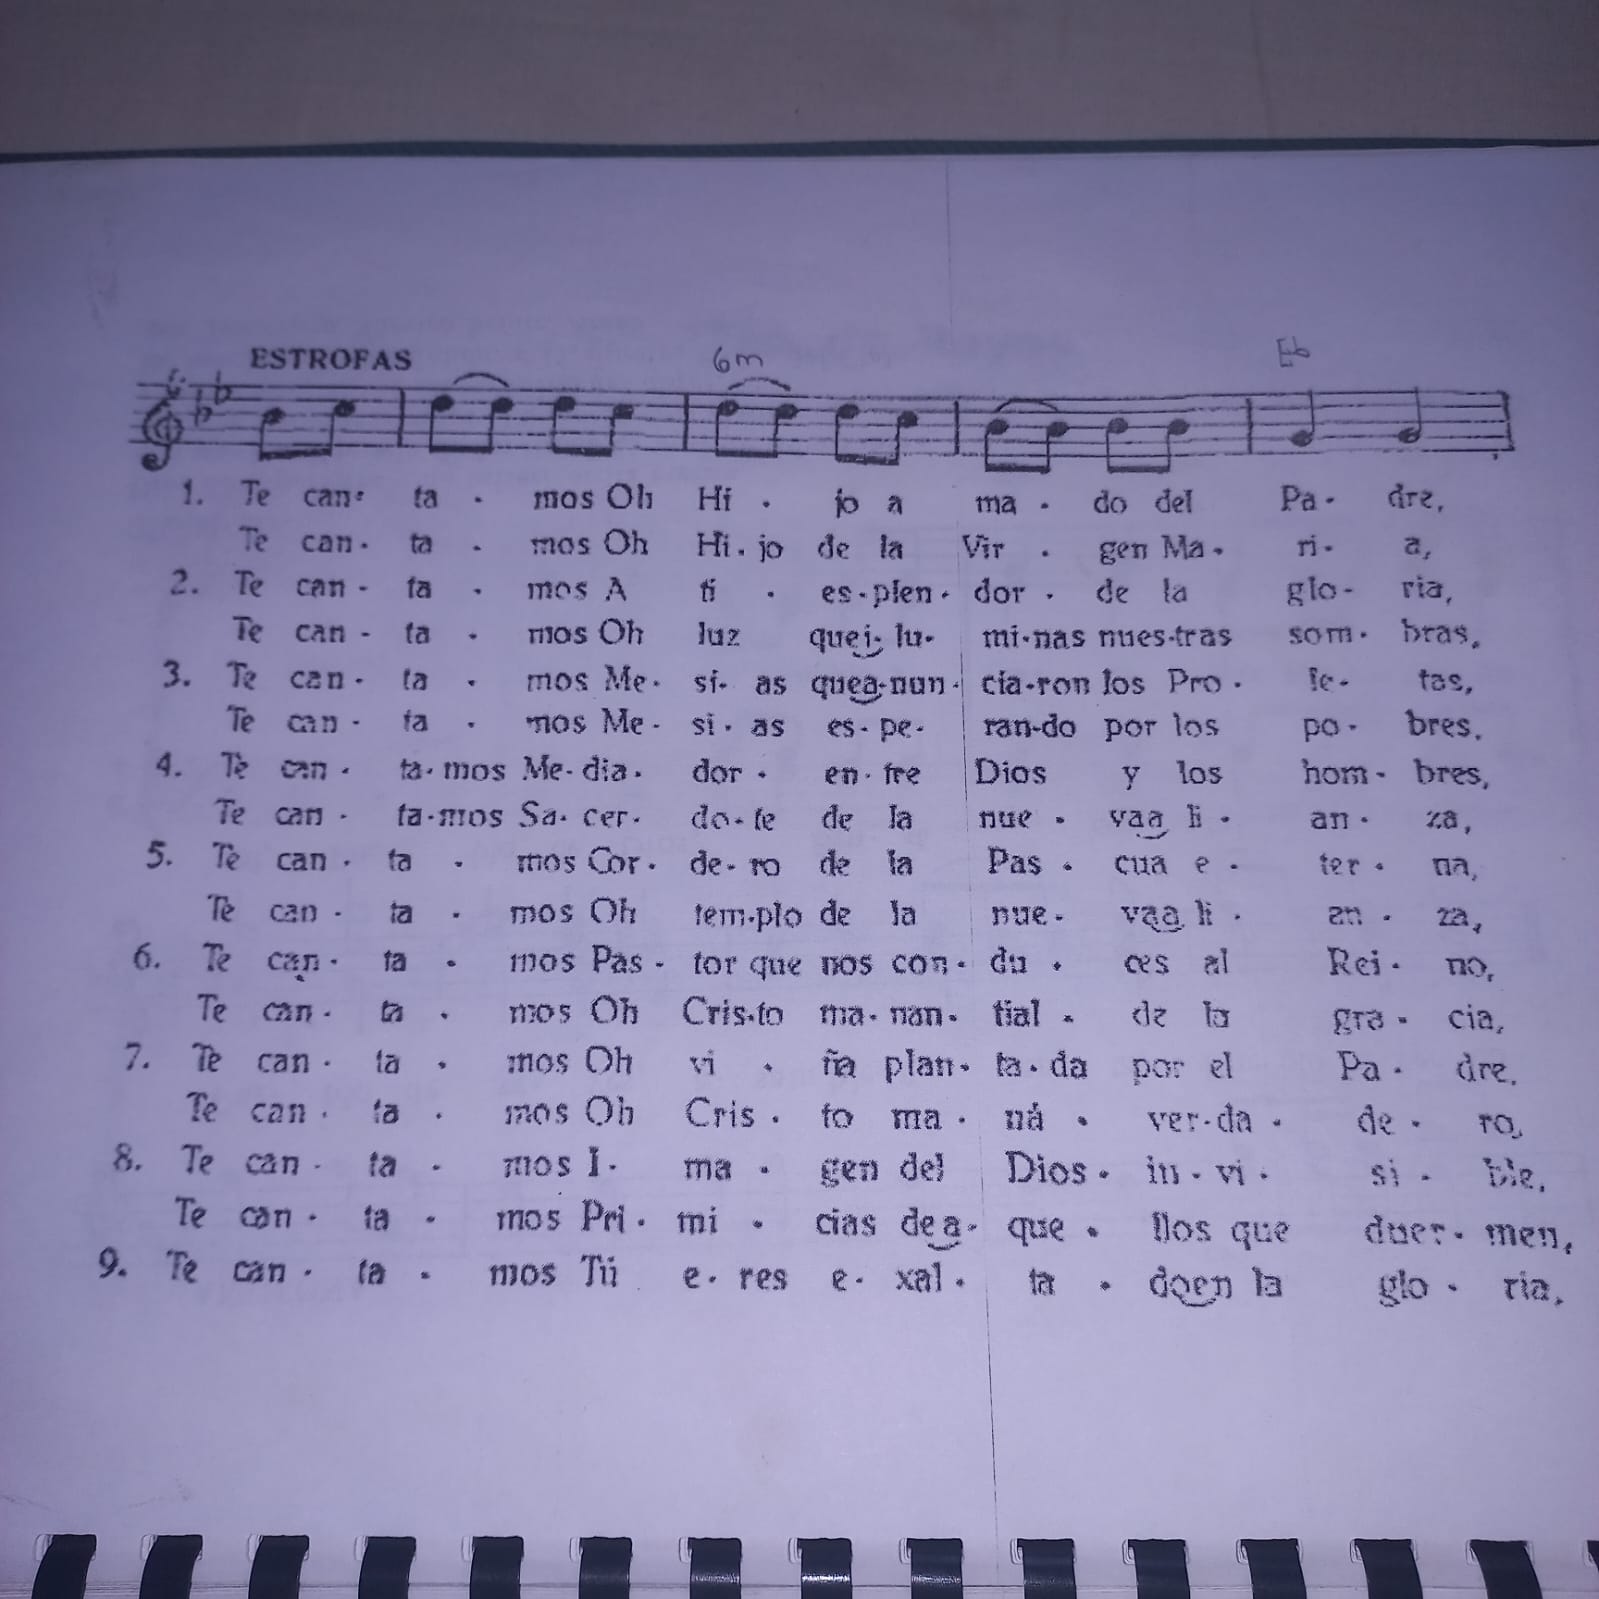 ESTROFAS
Gm Eb
1. Te can- ta - mos Oh Hi - jo a ma - do del Pa- dre,
Te can- ta - mos Oh Hi-jo de la Vir - gen Ma- ri- a,
2. Te can- ta - mos A ti - es-plen- dor - de la glo- ria,
Te can- ta - mos Oh luz quei- lu- mi-nas nues-tras som- bras,
3. Te can- ta - mos Me- si- as quea-nun- cia-ron los Pro- fe- tas,
Te can- ta - mos Me- si- as es- pe- ran-do por los po- bres,
4. Te can- ta-mos Me-dia- dor - en- tre Dios y los hom- bres,
Te can- ta-mos Sa- cer- do-te de la nue - vaa li - an- za,
5. Te can- ta - mos Cor- de- ro de la Pas - cua e - ter - na,
Te can- ta - mos Oh tem-plo de la nue- vaa li - an - za,
6. Te can- ta - mos Pas- tor que nos con- du - ces al Rei- no,
Te can- ta - mos Oh Cris-to ma- nan- tial - de la gra- cia,
7. Te can- ta - mos Oh vi - ña plan- ta- da por el Pa- dre,
Te can- ta - mos Oh Cris- to ma - ná - ver-da - de - ro,
8. Te can- ta - mos I- ma - gen del Dios- in- vi - si - ble,
Te can- ta - mos Pri- mi - cias dea- que - llos que duer- men,
9. Te can- ta - mos Tú e- res e- xal- ta - doen la glo - ria,